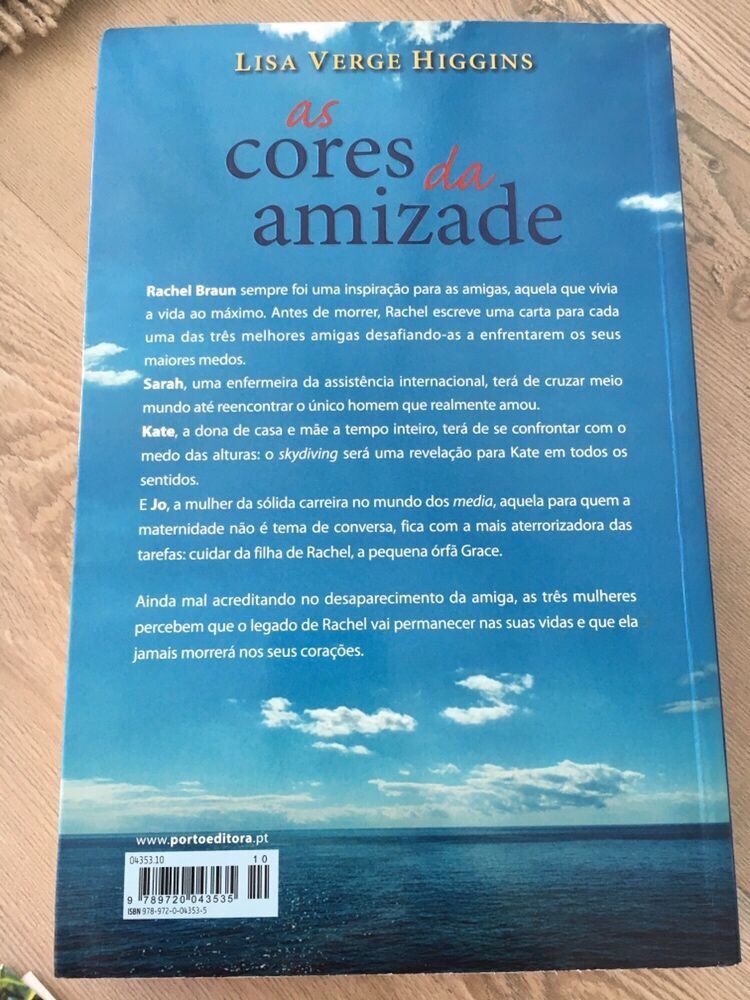 LISA VERGE HIGGINS
as
cores da
amizade
Rachel Braun sempre foi uma inspiração para as amigas, aquela que vivia
a vida ao máximo. Antes de morrer, Rachel escreve uma carta para cada
uma das três melhores amigas desafiando-as a enfrentarem os seus
maiores medos.
Sarah, uma enfermeira da assistência internacional, terá de cruzar meio
mundo até reencontrar o único homem que realmente amou.
Kate, a dona de casa e mãe a tempo inteiro, terá de se confrontar com o
medo das alturas: o skydiving será uma revelação para Kate em todos os
sentidos.
E Jo, a mulher da sólida carreira no mundo dos media, aquela para quem a
maternidade não é tema de conversa, fica com a mais aterrorizadora das
tarefas: cuidar da filha de Rachel, a pequena órfã Grace.
Ainda mal acreditando no desaparecimento da amiga, as três mulheres
percebem que o legado de Rachel vai permanecer nas suas vidas e que ela
jamais morrerá nos seus corações.
www.portoeditora.pt
04353.10 10
9 789720 043535
ISBN 978-972-0-04353-5